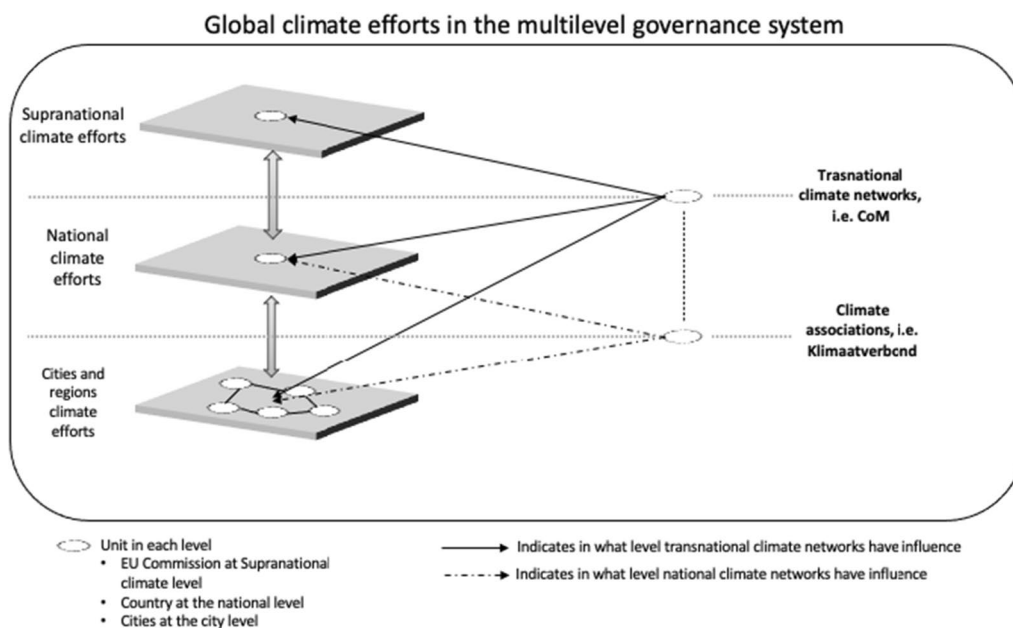 Global climate efforts in the multilevel governance system
Supranational
climate efforts
Trasnational
climate networks,
i.e. CoM
National
climate
efforts
Climate
associations, i.e.
Klimaatverbcnd
Cities and
regions
climate
efforts
Unit in each level
• EU Commission at Supranational
climate level
• Country at the national level
• Cities at the city level
Indicates in what level transnational climate networks have influence
Indicates in what level national climate networks have influence